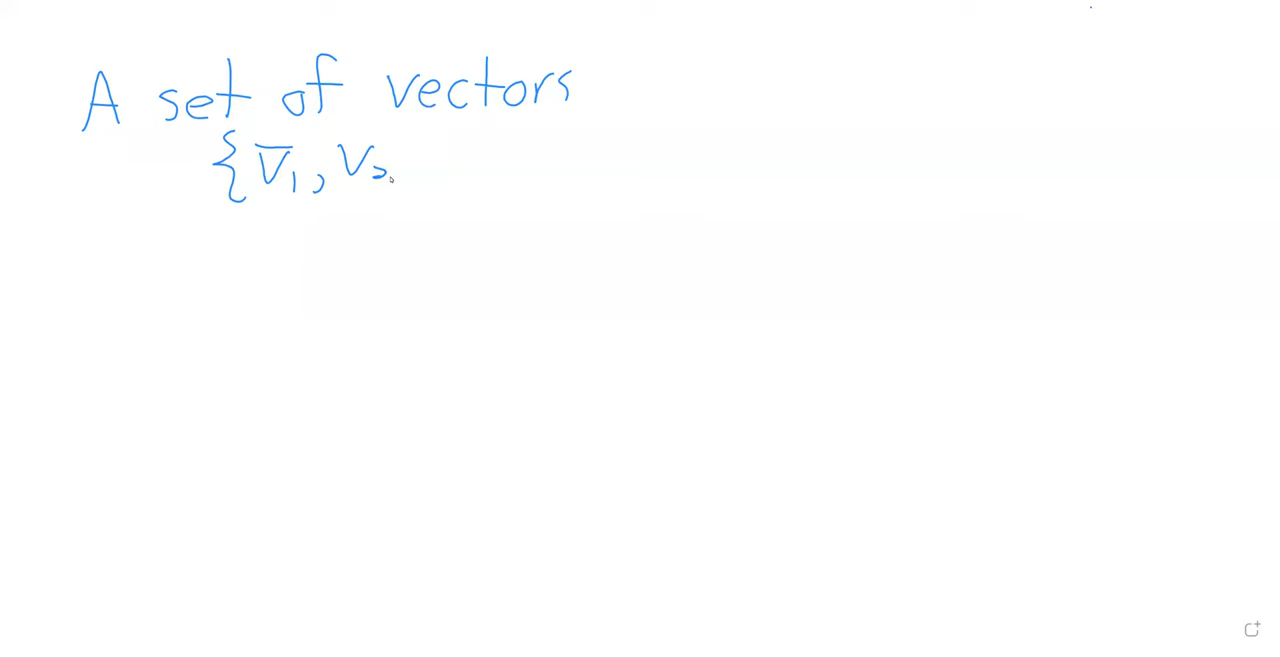 A set of vectors
{v̅₁, v₂